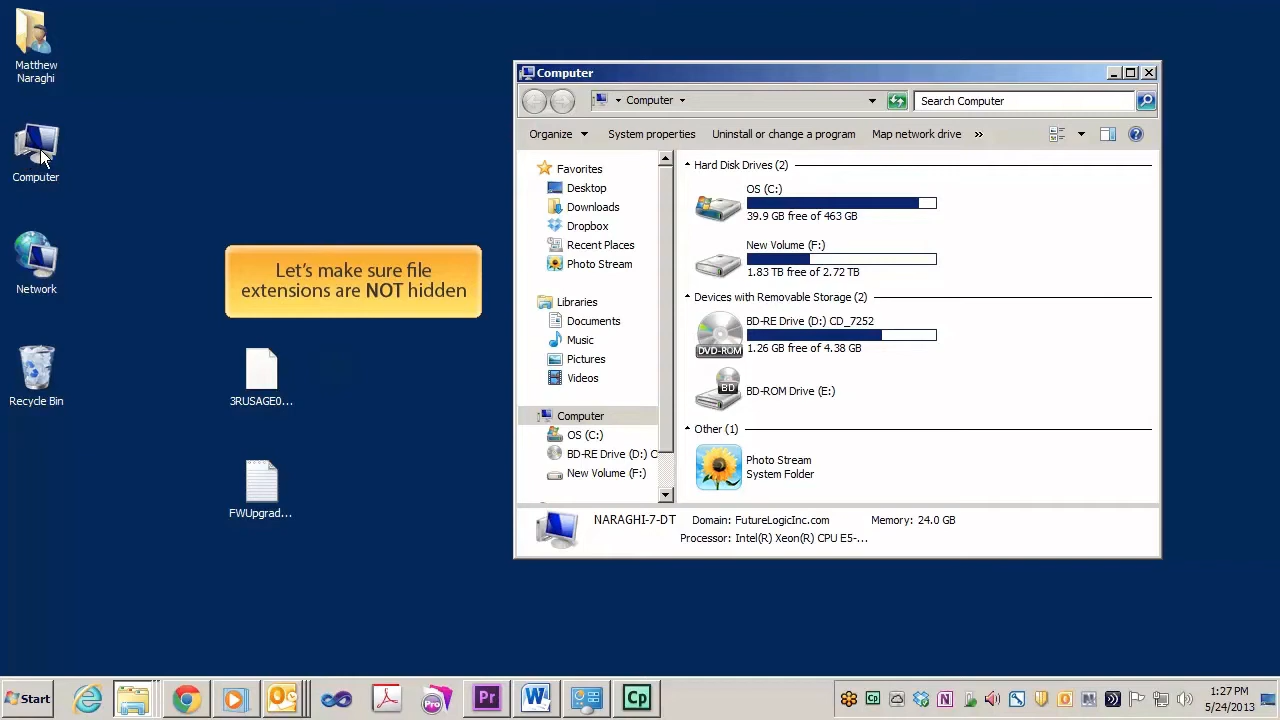 Matthew
Naraghi
Computer
Network
Recycle Bin
Let's make sure file
extensions are NOT hidden
3RUSAGE0...
FWUpgrad...
Computer
Computer
Search Computer
Organize
System properties
Uninstall or change a program
Map network drive
»
Favorites
Desktop
Downloads
Dropbox
Recent Places
Photo Stream
Libraries
Documents
Music
Pictures
Videos
Computer
OS (C:)
BD-RE Drive (D:) C
New Volume (F:)
Hard Disk Drives (2)
OS (C:)
39.9 GB free of 463 GB
New Volume (F:)
1.83 TB free of 2.72 TB
Devices with Removable Storage (2)
BD-RE Drive (D:) CD_7252
1.26 GB free of 4.38 GB
DVD-ROM
BD
BD-ROM Drive (E:)
Other (1)
Photo Stream
System Folder
NARAGHI-7-DT
Domain: FutureLogicInc.com
Memory: 24.0 GB
Processor: Intel(R) Xeon(R) CPU E5-...
Start
Pro
Pr
W
Cp
Cp
N
1:27 PM
5/24/2013